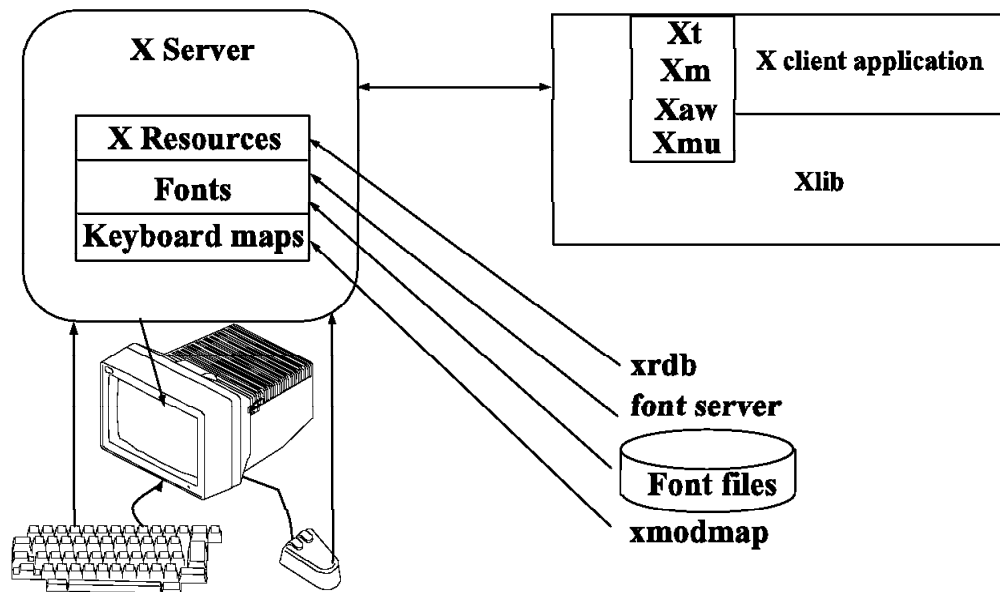 X Server
X Resources
Fonts
Keyboard maps
Xt
Xm
Xaw
Xmu
X client application
Xlib
xrdb
font server
Font files
xmodmap